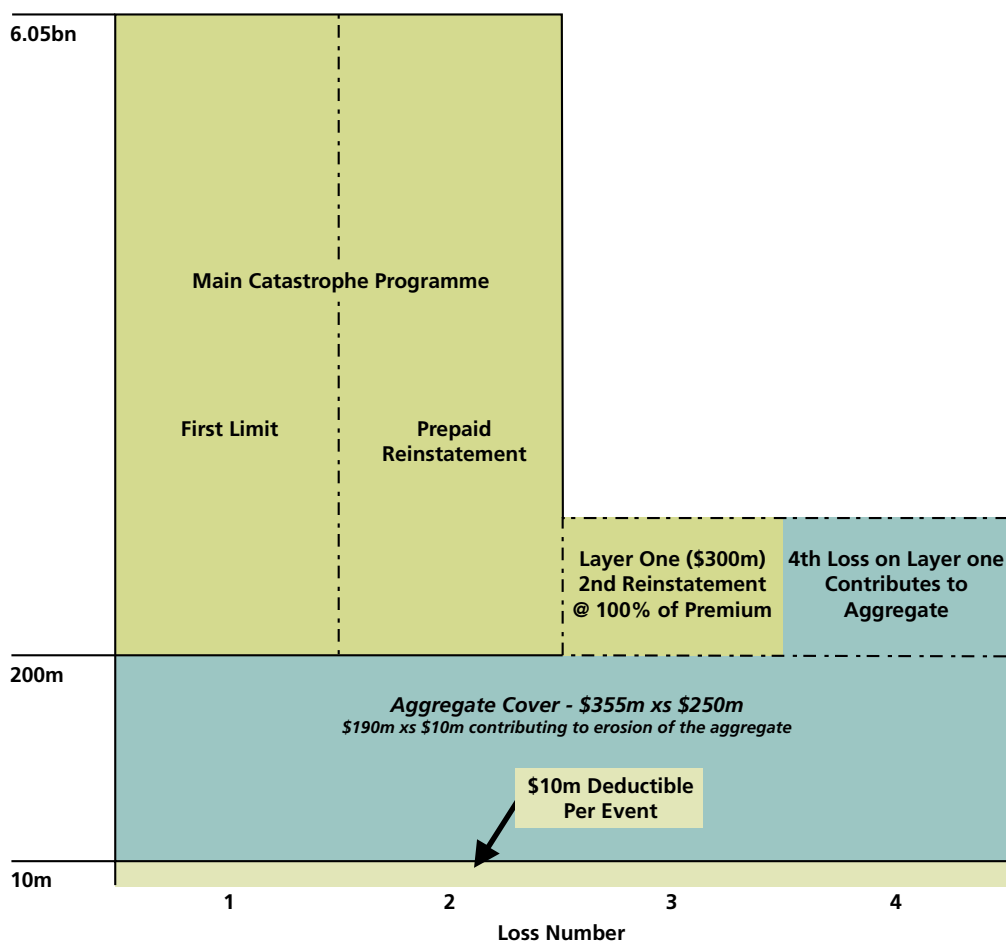 6.05bn
Main Catastrophe Programme
First Limit
Prepaid
Reinstatement
Layer One ($300m)
2nd Reinstatement
@ 100% of Premium
4th Loss on Layer one
Contributes to
Aggregate
200m
Aggregate Cover - $355m xs $250m
$190m xs $10m contributing to erosion of the aggregate
$10m Deductible
Per Event
10m
1
2
3
4
Loss Number